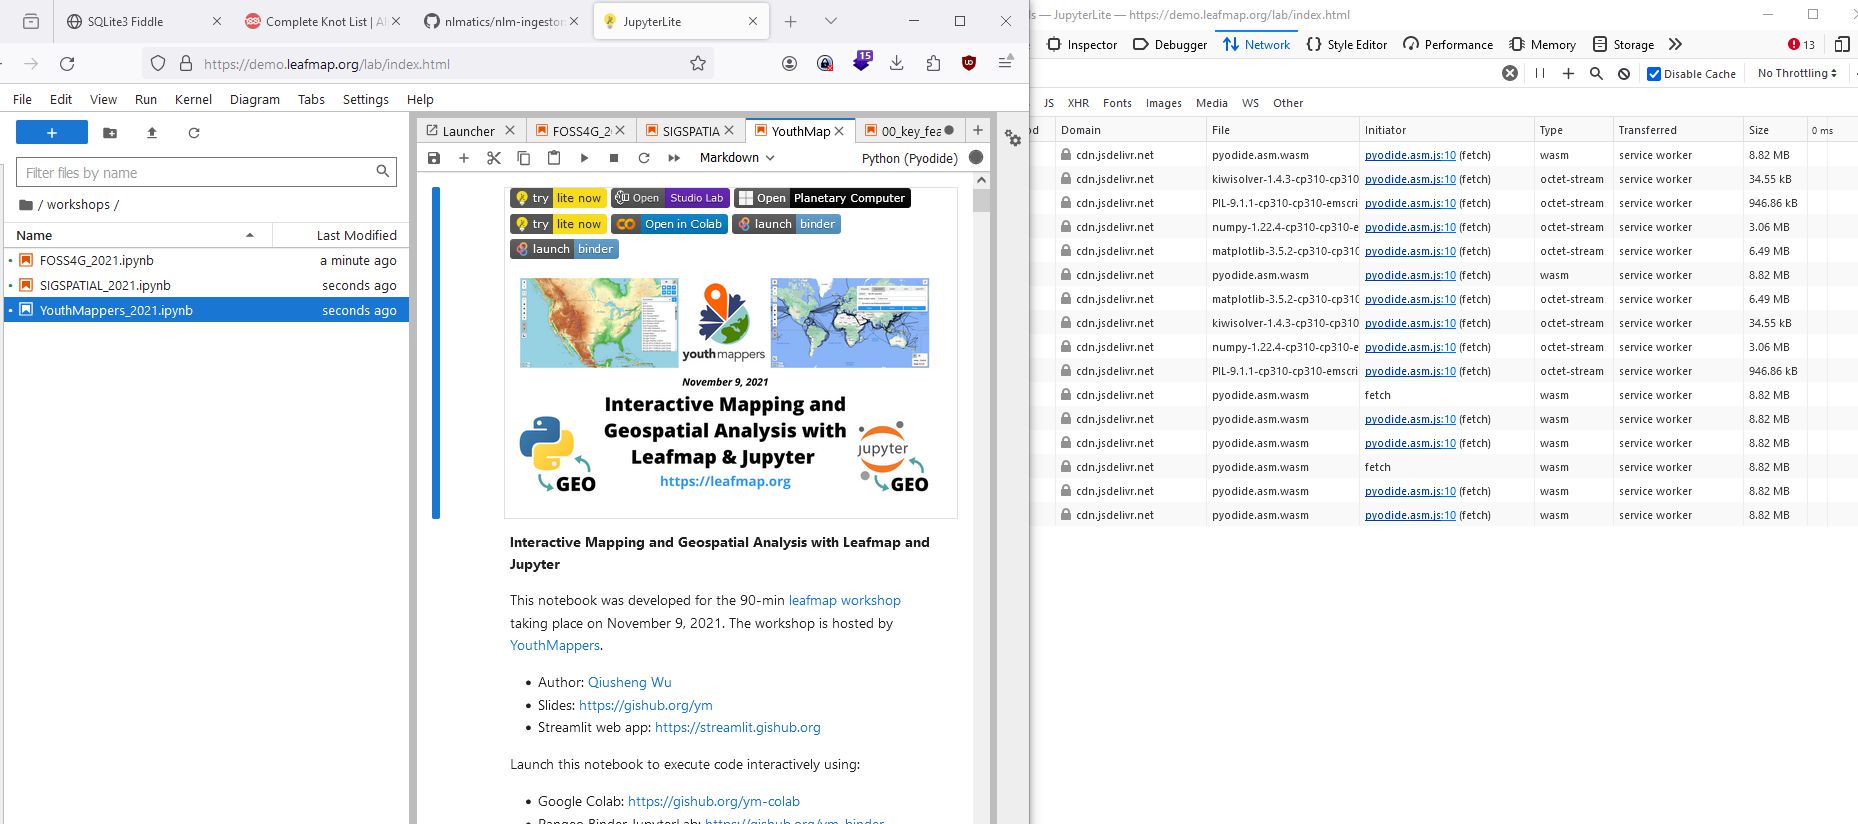 SQLite3 Fiddle
Complete Knot List | Al
nlmatics/nlm-ingestor
JupyterLite
https://demo.leafmap.org/lab/index.html
15
File Edit View Run Kernel Diagram Tabs Settings Help
Filter files by name
/ workshops /
Name Last Modified
FOSS4G_2021.ipynb a minute ago
SIGSPATIAL_2021.ipynb seconds ago
YouthMappers_2021.ipynb seconds ago
Launcher
FOSS4G_2
SIGSPATIA
YouthMap
00_key_fea
Markdown
Python (Pyodide)
try lite now Open Studio Lab Open Planetary Computer
try lite now Open in Colab launch binder
launch binder
youthmappers
November 9, 2021
Interactive Mapping and
Geospatial Analysis with
Leafmap & Jupyter
https://leafmap.org
GEO
jupyter
GEO
Interactive Mapping and Geospatial Analysis with Leafmap and
Jupyter
This notebook was developed for the 90-min leafmap workshop
taking place on November 9, 2021. The workshop is hosted by
YouthMappers.
Author: Qiusheng Wu
Slides: https://gishub.org/ym
Streamlit web app: https://streamlit.gishub.org
Launch this notebook to execute code interactively using:
Google Colab: https://gishub.org/ym-colab
Pangeo Binder JupyterLab: https://gishub.org/ym-binder
s — JupyterLite — https://demo.leafmap.org/lab/index.html
Inspector Debugger Network Style Editor Performance Memory Storage 13
Disable Cache No Throttling
JS XHR Fonts Images Media WS Other
od Domain File Initiator Type Transferred Size 0 ms
cdn.jsdelivr.net pyodide.asm.wasm pyodide.asm.js:10 (fetch) wasm service worker 8.82 MB
cdn.jsdelivr.net kiwisolver-1.4.3-cp310-cp310 pyodide.asm.js:10 (fetch) octet-stream service worker 34.55 kB
cdn.jsdelivr.net PIL-9.1.1-cp310-cp310-emscri pyodide.asm.js:10 (fetch) octet-stream service worker 946.86 kB
cdn.jsdelivr.net numpy-1.22.4-cp310-cp310-e pyodide.asm.js:10 (fetch) octet-stream service worker 3.06 MB
cdn.jsdelivr.net matplotlib-3.5.2-cp310-cp310 pyodide.asm.js:10 (fetch) octet-stream service worker 6.49 MB
cdn.jsdelivr.net pyodide.asm.wasm pyodide.asm.js:10 (fetch) wasm service worker 8.82 MB
cdn.jsdelivr.net matplotlib-3.5.2-cp310-cp310 pyodide.asm.js:10 (fetch) octet-stream service worker 6.49 MB
cdn.jsdelivr.net kiwisolver-1.4.3-cp310-cp310 pyodide.asm.js:10 (fetch) octet-stream service worker 34.55 kB
cdn.jsdelivr.net numpy-1.22.4-cp310-cp310-e pyodide.asm.js:10 (fetch) octet-stream service worker 3.06 MB
cdn.jsdelivr.net PIL-9.1.1-cp310-cp310-emscri pyodide.asm.js:10 (fetch) octet-stream service worker 946.86 kB
cdn.jsdelivr.net pyodide.asm.wasm fetch wasm service worker 8.82 MB
cdn.jsdelivr.net pyodide.asm.wasm pyodide.asm.js:10 (fetch) wasm service worker 8.82 MB
cdn.jsdelivr.net pyodide.asm.wasm pyodide.asm.js:10 (fetch) wasm service worker 8.82 MB
cdn.jsdelivr.net pyodide.asm.wasm fetch wasm service worker 8.82 MB
cdn.jsdelivr.net pyodide.asm.wasm pyodide.asm.js:10 (fetch) wasm service worker 8.82 MB
cdn.jsdelivr.net pyodide.asm.wasm pyodide.asm.js:10 (fetch) wasm service worker 8.82 MB